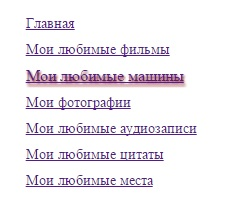 Главная
Мои любимые фильмы
Мои любимые машины
Мои фотографии
Мои любимые аудиозаписи
Мои любимые цитаты
Мои любимые места